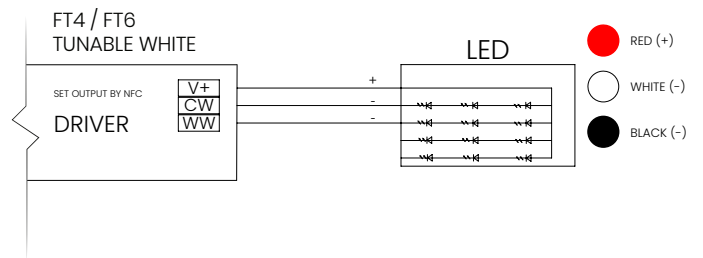 FT4 / FT6
TUNABLE WHITE
SET OUTPUT BY NFC
DRIVER
V+
CW
WW
+
-
-
LED
RED (+)
WHITE (-)
BLACK (-)